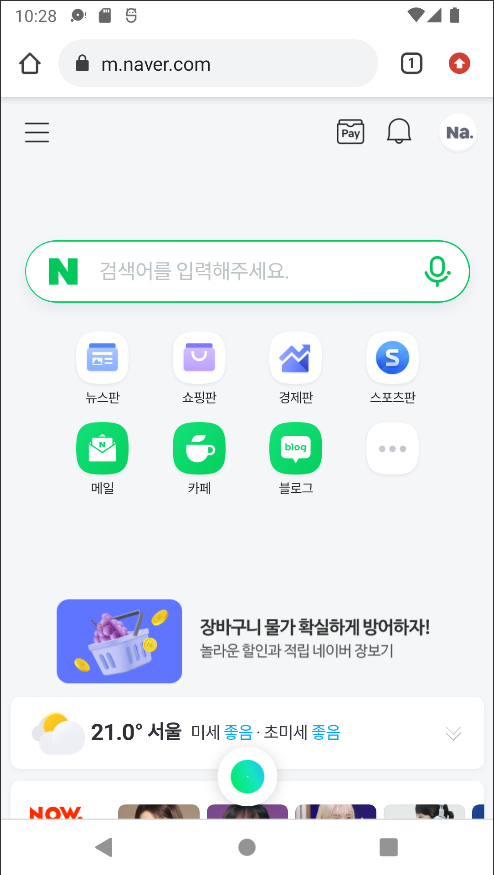 10:28
m.naver.com
1
Pay
Na.
N 검색어를 입력해주세요.
S
뉴스판 쇼핑판 경제판 스포츠판
N
blog
메일 카페 블로그
장바구니 물가 확실하게 방어하자!
N
놀라운 할인과 적립 네이버 장보기
21.0° 서울 미세 좋음 · 초미세 좋음
NOW.